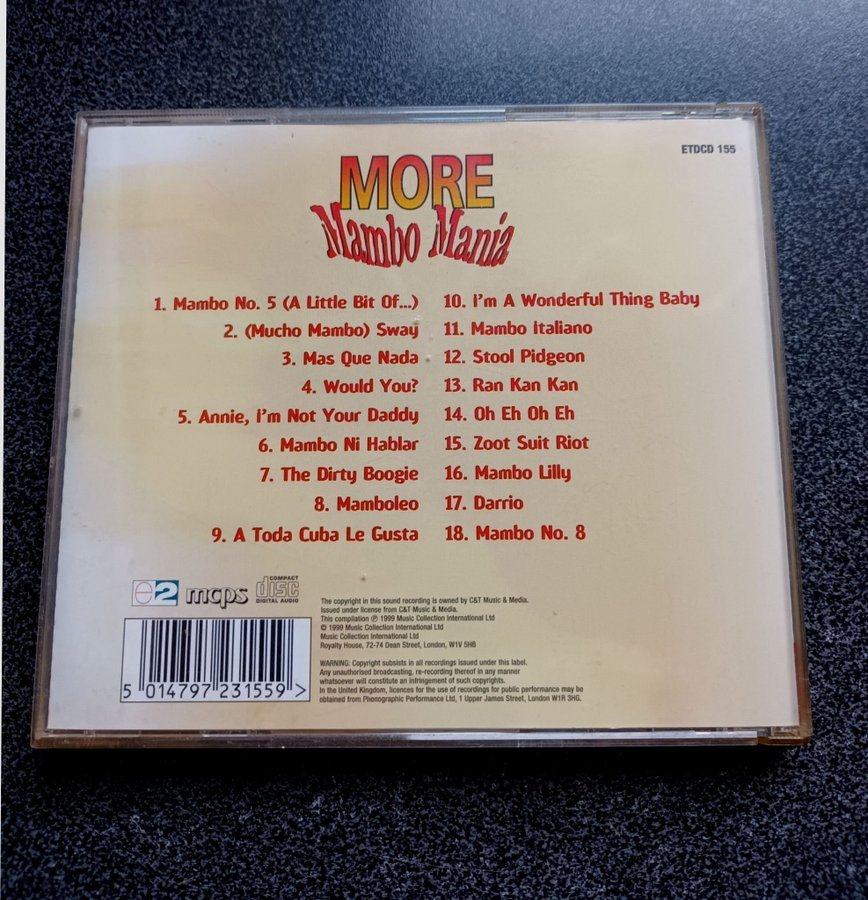 ETDCD 155
MORE
Mambo Mania
1. Mambo No. 5 (A Little Bit Of...)
2. (Mucho Mambo) Sway
3. Mas Que Nada
4. Would You?
5. Annie, I'm Not Your Daddy
6. Mambo Ni Hablar
7. The Dirty Boogie
8. Mamboleo
9. A Toda Cuba Le Gusta
10. I'm A Wonderful Thing Baby
11. Mambo Italiano
12. Stool Pidgeon
13. Ran Kan Kan
14. Oh Eh Oh Eh
15. Zoot Suit Riot
16. Mambo Lilly
17. Darrio
18. Mambo No. 8
e2 mcps COMPACT disc DIGITAL AUDIO
The copyright in this sound recording is owned by C&T Music & Media.
Issued under license from C&T Music & Media.
This compilation ℗ 1999 Music Collection International Ltd
© 1999 Music Collection International Ltd
Music Collection International Ltd
Royalty House, 72-74 Dean Street, London, W1V 5HB
WARNING: Copyright subsists in all recordings issued under this label.
Any unauthorised broadcasting, re-recording thereof in any manner
whatsoever will constitute an infringement of such copyrights.
In the United Kingdom, licences for the use of recordings for public performance may be
obtained from Phonographic Performance Ltd, 1 Upper James Street, London W1R 3HG.
5 014797 231559 >